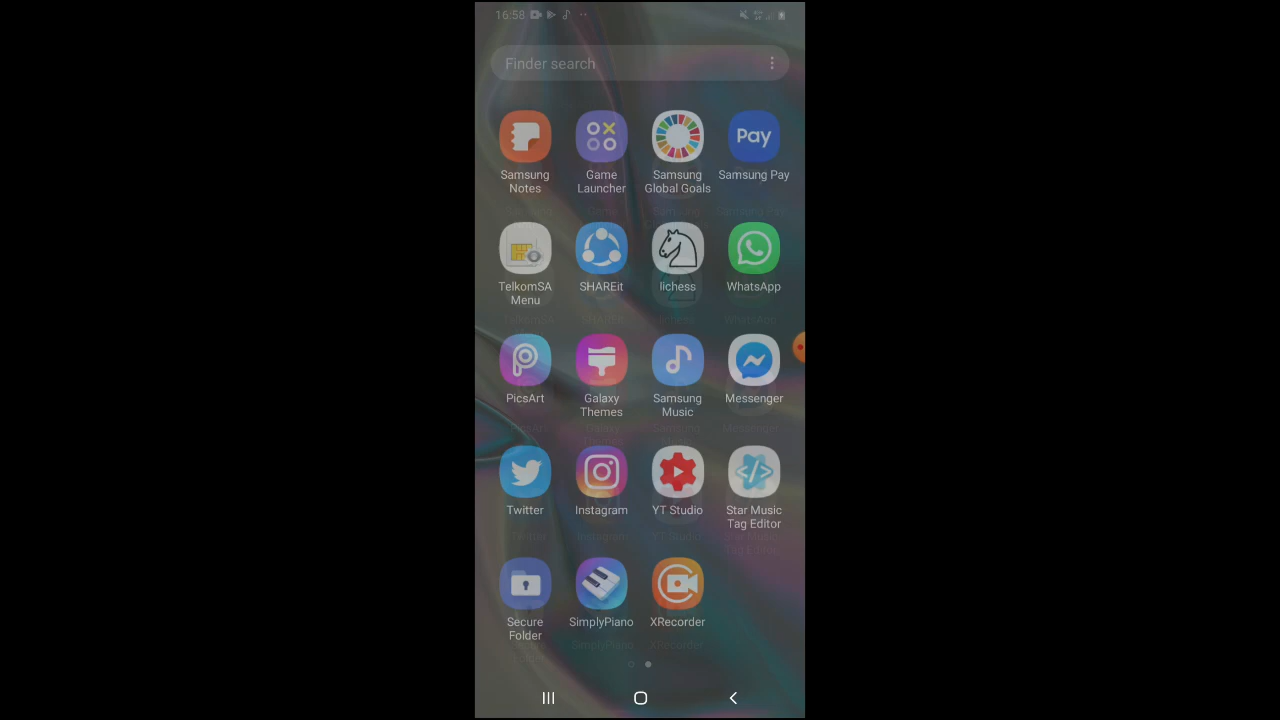 16:58
Finder search
Pay
Samsung Notes
Game Launcher
Samsung Global Goals
Samsung Pay
TelkomSA Menu
SHAREit
lichess
WhatsApp
PicsArt
Galaxy Themes
Samsung Music
Messenger
Twitter
Instagram
YT Studio
Star Music Tag Editor
Secure Folder
SimplyPiano
XRecorder